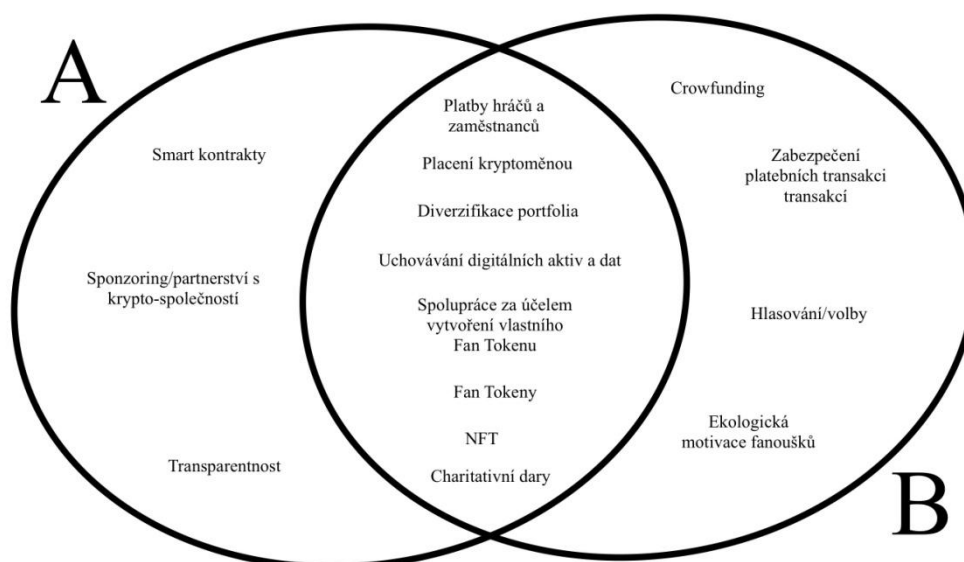 A
Smart kontrakty
Sponzoring/partnerství s
krypto-společností
Transparentnost
Platby hráčů a
zaměstnanců
Placení kryptoměnou
Diverzifikace portfolia
Uchovávání digitálních aktiv a dat
Spolupráce za účelem
vytvoření vlastního
Fan Tokenu
Fan Tokeny
NFT
Charitativní dary
Crowfunding
Zabezpečení
platebních transakci
transakcí
Hlasování/volby
Ekologická
motivace fanoušků
B